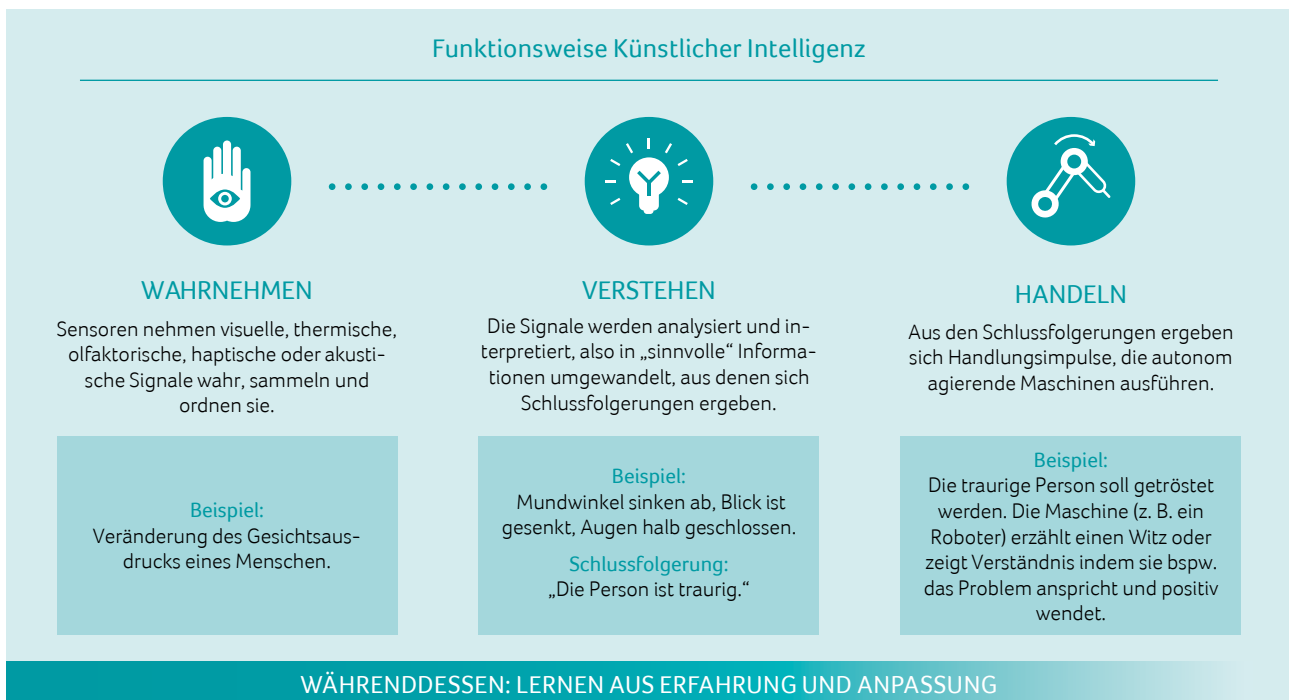 Funktionsweise Künstlicher Intelligenz
WAHRNEHMEN
Sensoren nehmen visuelle, thermische,
olfaktorische, haptische oder akusti-
sche Signale wahr, sammeln und
ordnen sie.
Beispiel:
Veränderung des Gesichtsaus-
drucks eines Menschen.
VERSTEHEN
Die Signale werden analysiert und in-
terpretiert, also in „sinnvolle“ Informa-
tionen umgewandelt, aus denen sich
Schlussfolgerungen ergeben.
Beispiel:
Mundwinkel sinken ab, Blick ist
gesenkt, Augen halb geschlossen.
Schlussfolgerung:
„Die Person ist traurig.“
HANDELN
Aus den Schlussfolgerungen ergeben
sich Handlungsimpulse, die autonom
agierende Maschinen ausführen.
Beispiel:
Die traurige Person soll getröstet
werden. Die Maschine (z. B. ein
Roboter) erzählt einen Witz oder
zeigt Verständnis indem sie bspw.
das Problem anspricht und positiv
wendet.
WÄHRENDDESSEN: LERNEN AUS ERFAHRUNG UND ANPASSUNG